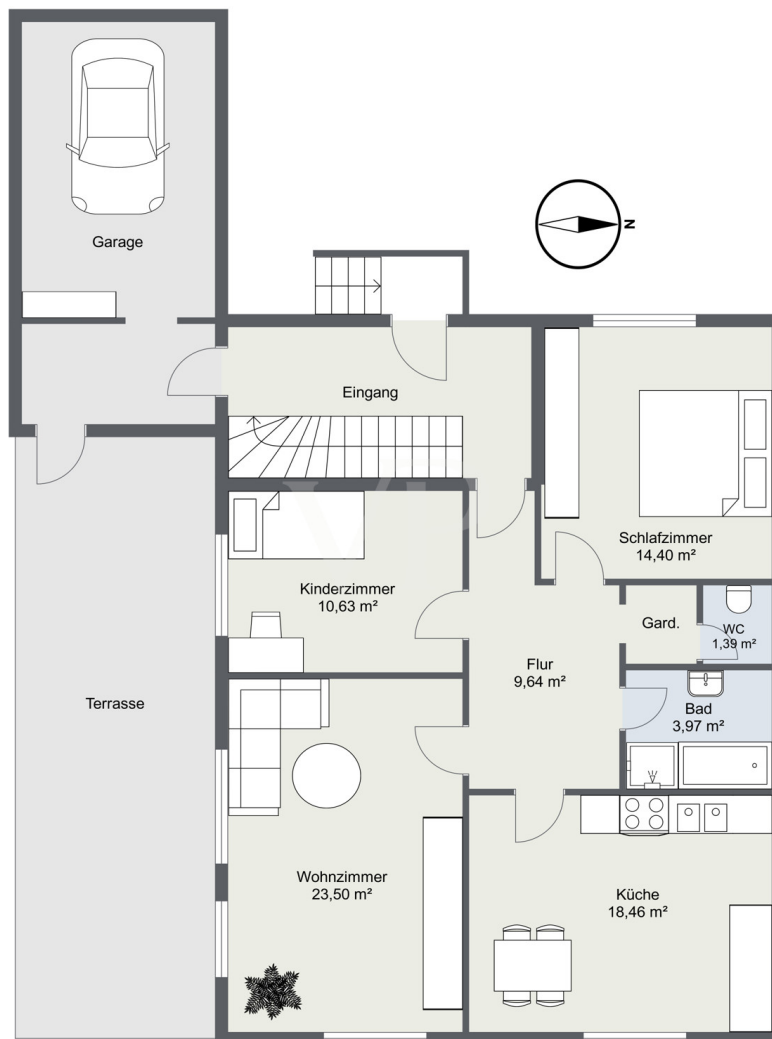 Garage
N
Eingang
Schlafzimmer
14,40 m²
Kinderzimmer
10,63 m²
Gard.
WC
1,39 m²
Flur
9,64 m²
Terrasse
Bad
3,97 m²
Wohnzimmer
23,50 m²
Küche
18,46 m²